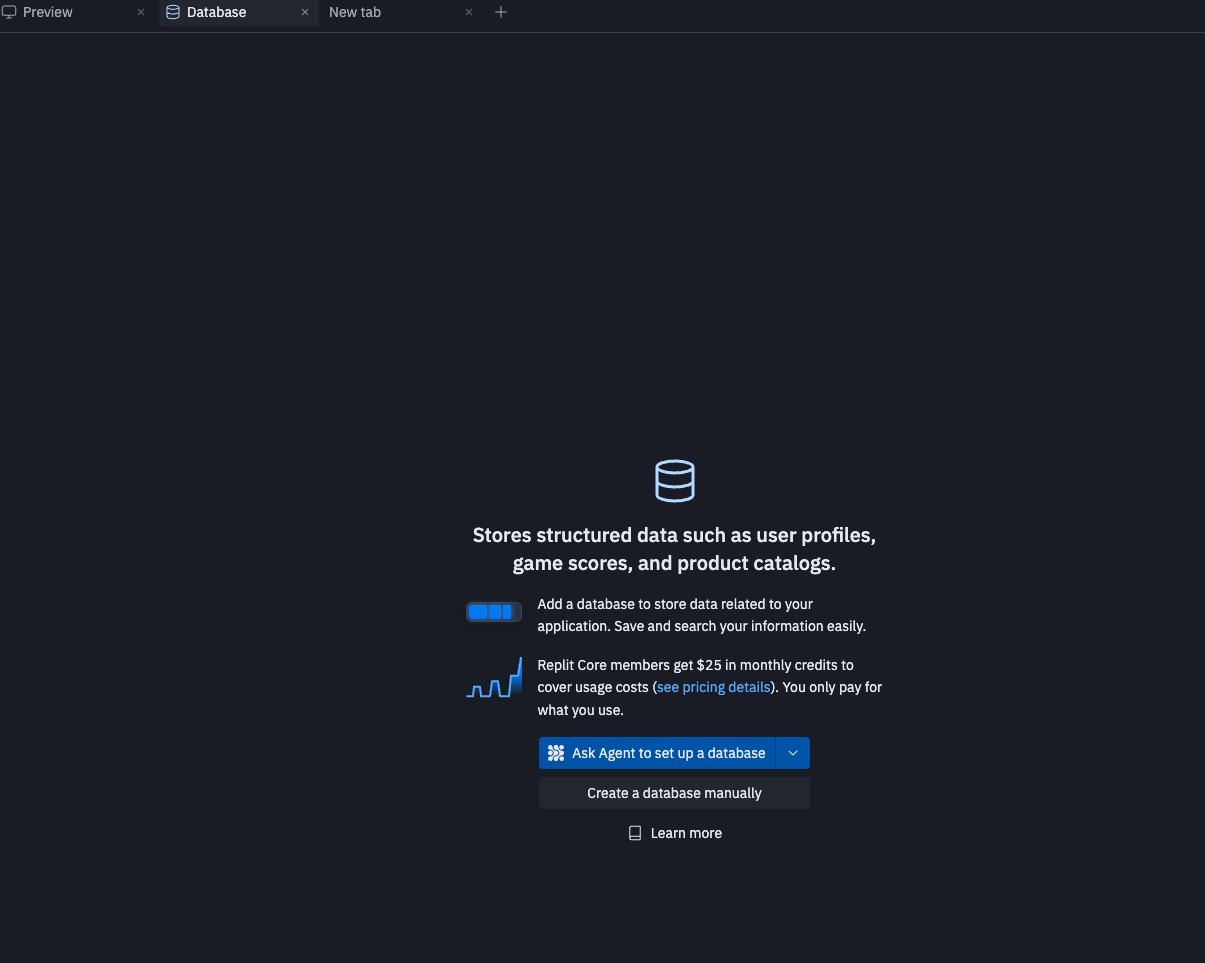 Preview
Database
New tab
Stores structured data such as user profiles,
game scores, and product catalogs.
Add a database to store data related to your
application. Save and search your information easily.
Replit Core members get $25 in monthly credits to
cover usage costs (see pricing details). You only pay for
what you use.
Ask Agent to set up a database
Create a database manually
Learn more